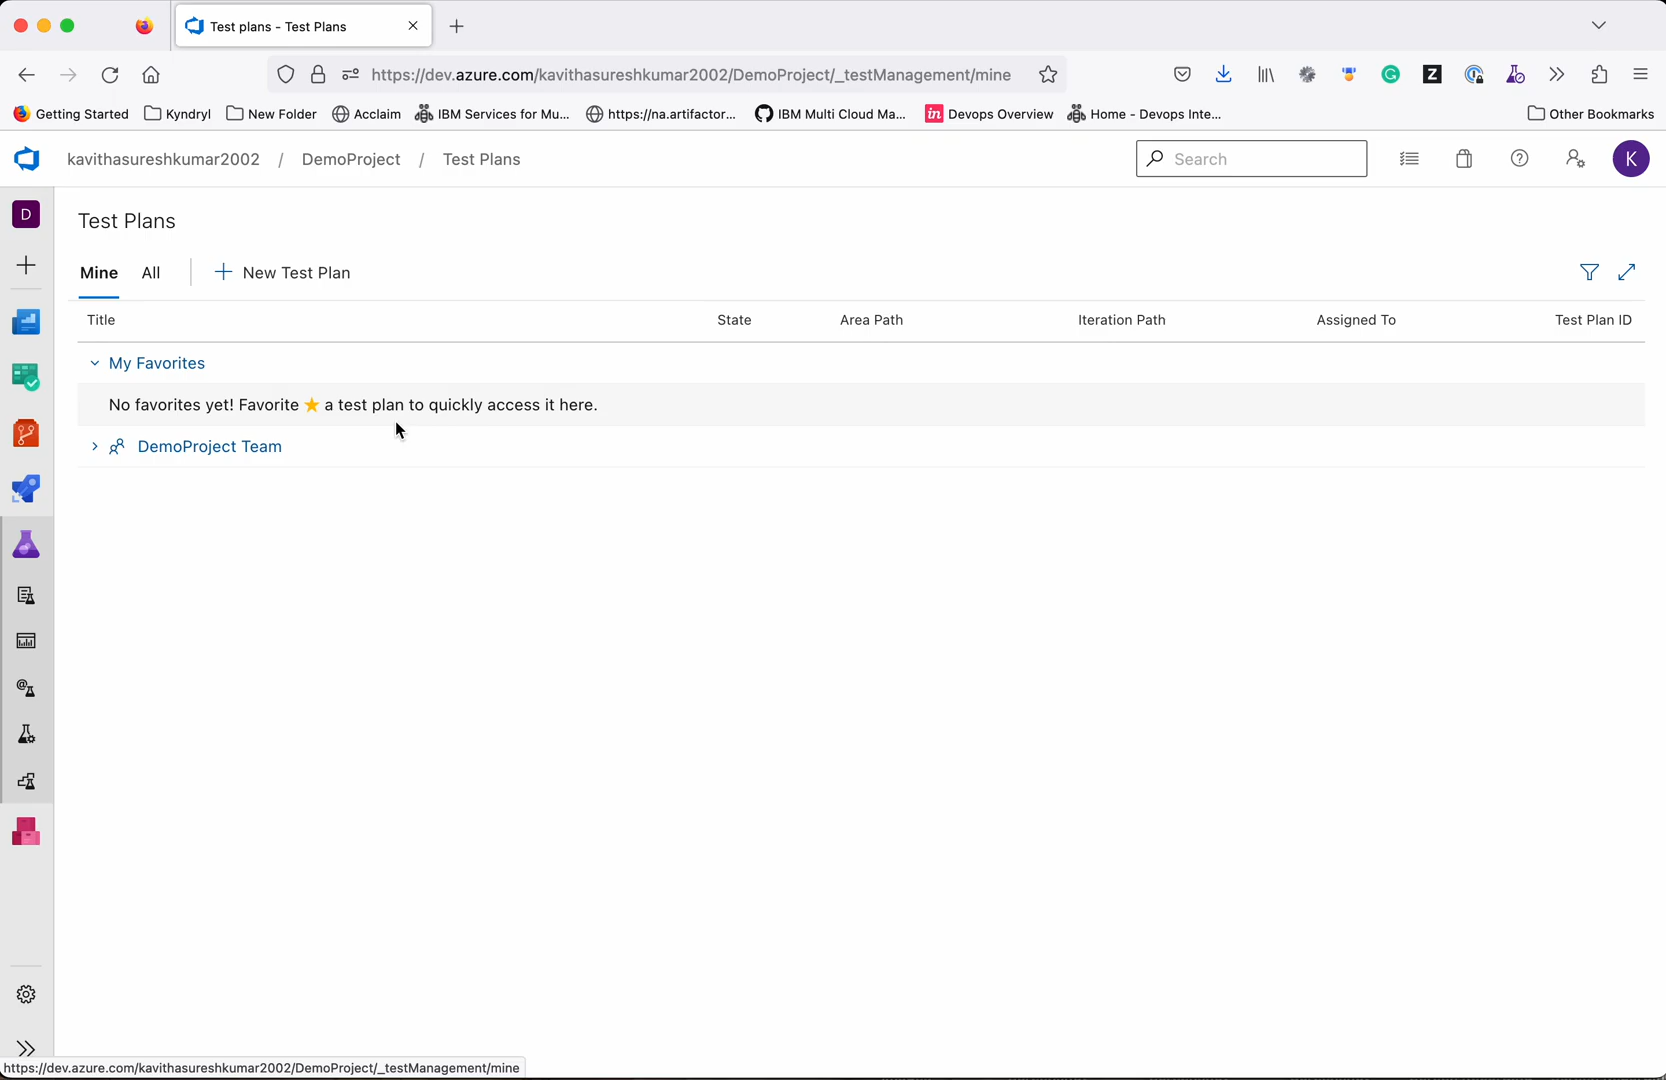 Test plans - Test Plans
https://dev.azure.com/kavithasureshkumar2002/DemoProject/_testManagement/mine
Getting Started Kyndryl New Folder Acclaim IBM Services for Mu... https://na.artifactor... IBM Multi Cloud Ma... in Devops Overview Home - Devops Inte... Other Bookmarks
kavithasureshkumar2002 / DemoProject / Test Plans Search K
D
Test Plans
Mine All + New Test Plan
Title State Area Path Iteration Path Assigned To Test Plan ID
My Favorites
No favorites yet! Favorite ★ a test plan to quickly access it here.
DemoProject Team
https://dev.azure.com/kavithasureshkumar2002/DemoProject/_testManagement/mine